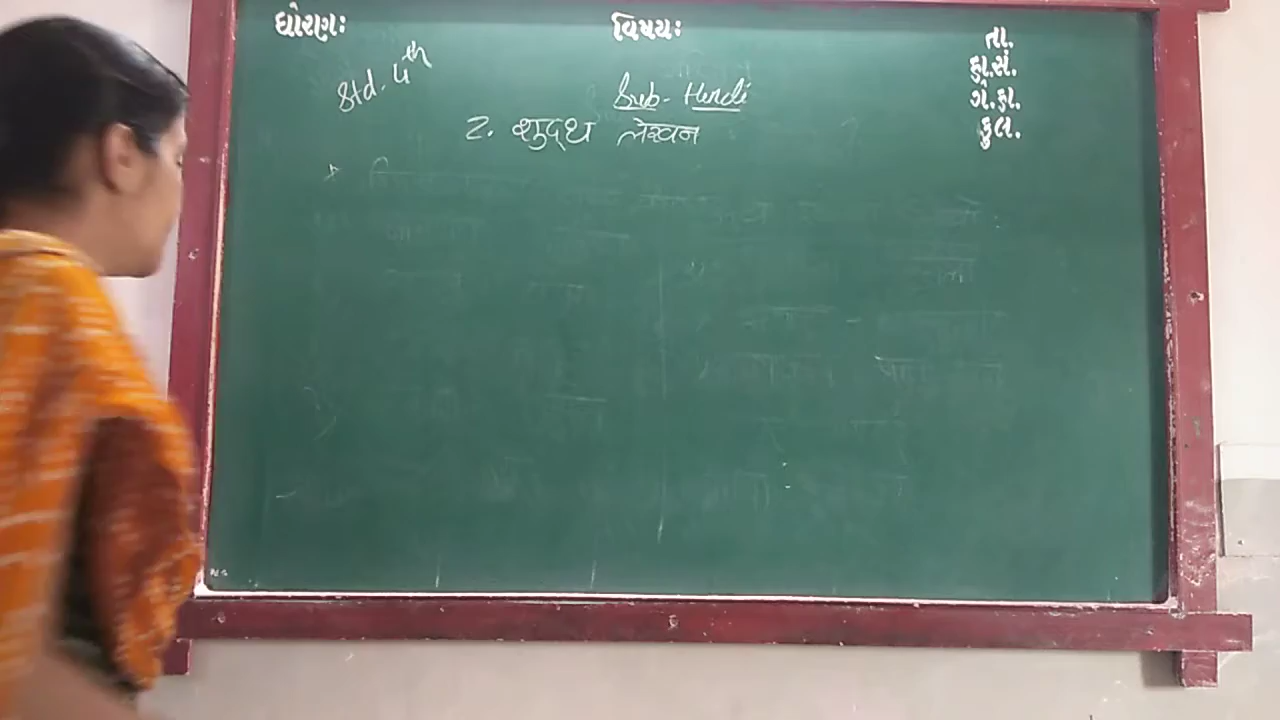 ધોરણઃ
વિષયઃ
તા.
હા.સં.
ગે.હા.
કુલ.
Std. 4th
Sub- Hindi
2. शुद्ध लेखन